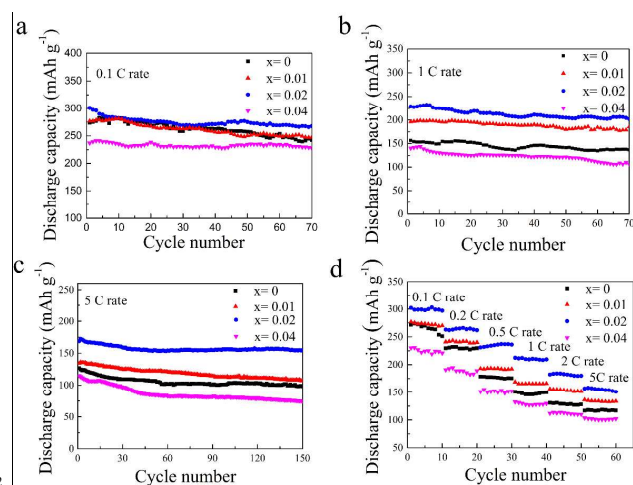 a
Discharge capacity (mAh g⁻¹)
400
350
300
250
200
150
100
0.1 C rate
x= 0
x= 0.01
x= 0.02
x= 0.04
0 10 20 30 40 50 60 70
Cycle number
b
Discharge capacity (mAh g⁻¹)
350
300
250
200
150
100
50
0
1 C rate
x= 0
x= 0.01
x= 0.02
x= 0.04
0 10 20 30 40 50 60 70
Cycle number
c
Discharge capacity (mAh g⁻¹)
250
200
150
100
50
0
5 C rate
x= 0
x= 0.01
x= 0.02
x= 0.04
0 30 60 90 120 150
Cycle number
d
Discharge capacity (mAh g⁻¹)
350
300
250
200
150
100
50
0.1 C rate
0.2 C rate
0.5 C rate
1 C rate
2 C rate
5C rate
x= 0
x= 0.01
x= 0.02
x= 0.04
0 10 20 30 40 50 60
Cycle number